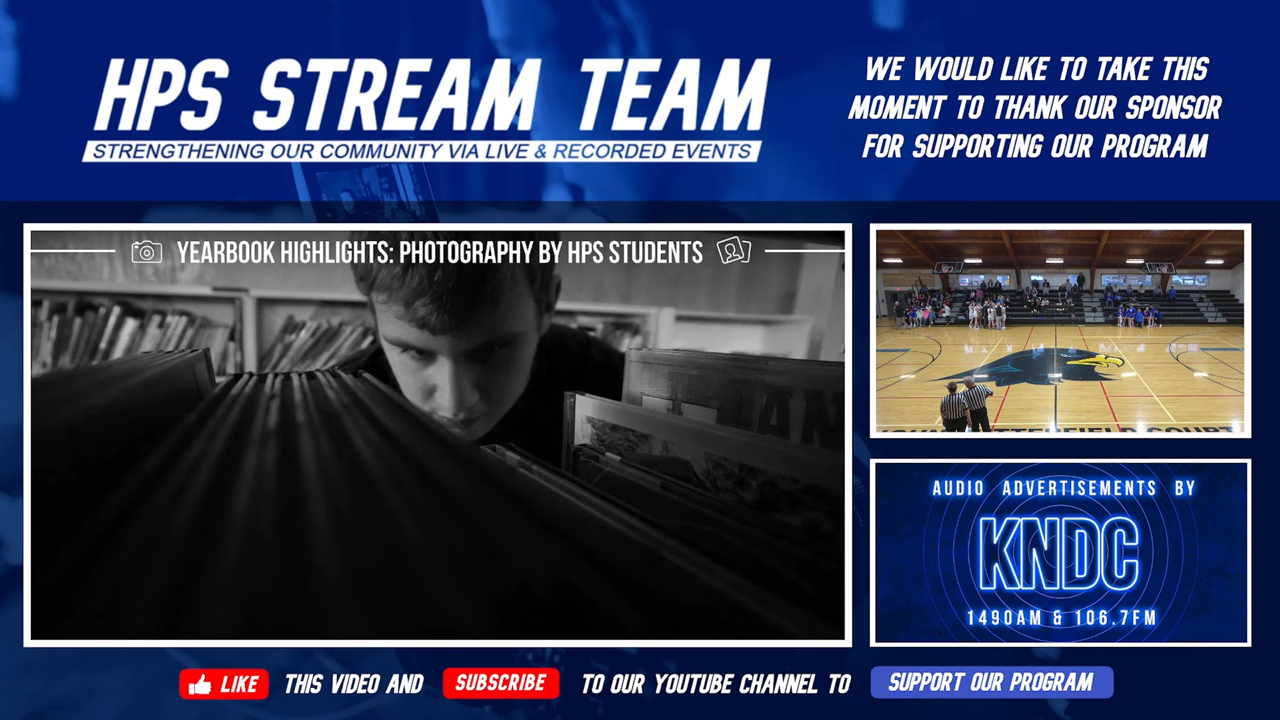 HPS STREAM TEAM
STRENGTHENING OUR COMMUNITY VIA LIVE & RECORDED EVENTS
WE WOULD LIKE TO TAKE THIS
MOMENT TO THANK OUR SPONSOR
FOR SUPPORTING OUR PROGRAM
YEARBOOK HIGHLIGHTS: PHOTOGRAPHY BY HPS STUDENTS
AUDIO ADVERTISEMENTS BY
KNDC
1490AM & 106.7FM
LIKE THIS VIDEO AND SUBSCRIBE TO OUR YOUTUBE CHANNEL TO SUPPORT OUR PROGRAM